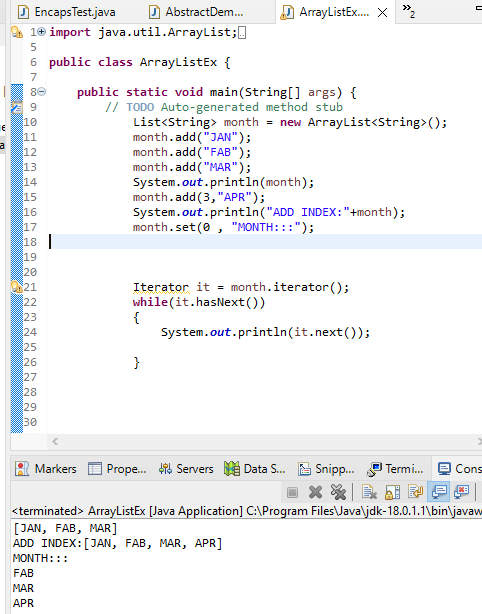 EncapsTest.java
AbstractDem...
ArrayListEx....
»2
1 import java.util.ArrayList;
5
6 public class ArrayListEx {
7
8 public static void main(String[] args) {
9 // TODO Auto-generated method stub
10 List<String> month = new ArrayList<String>();
11 month.add("JAN");
12 month.add("FAB");
13 month.add("MAR");
14 System.out.println(month);
15 month.add(3,"APR");
16 System.out.println("ADD INDEX:"+month);
17 month.set(0 , "MONTH:::");
18
19
20
21 Iterator it = month.iterator();
22 while(it.hasNext())
23 {
24 System.out.println(it.next());
25
26 }
27
28
29
30
Markers
Prope...
Servers
Data S...
Snipp...
Termi...
Cons
<terminated> ArrayListEx [Java Application] C:\Program Files\Java\jdk-18.0.1.1\bin\javaw
[JAN, FAB, MAR]
ADD INDEX:[JAN, FAB, MAR, APR]
MONTH:::
FAB
MAR
APR